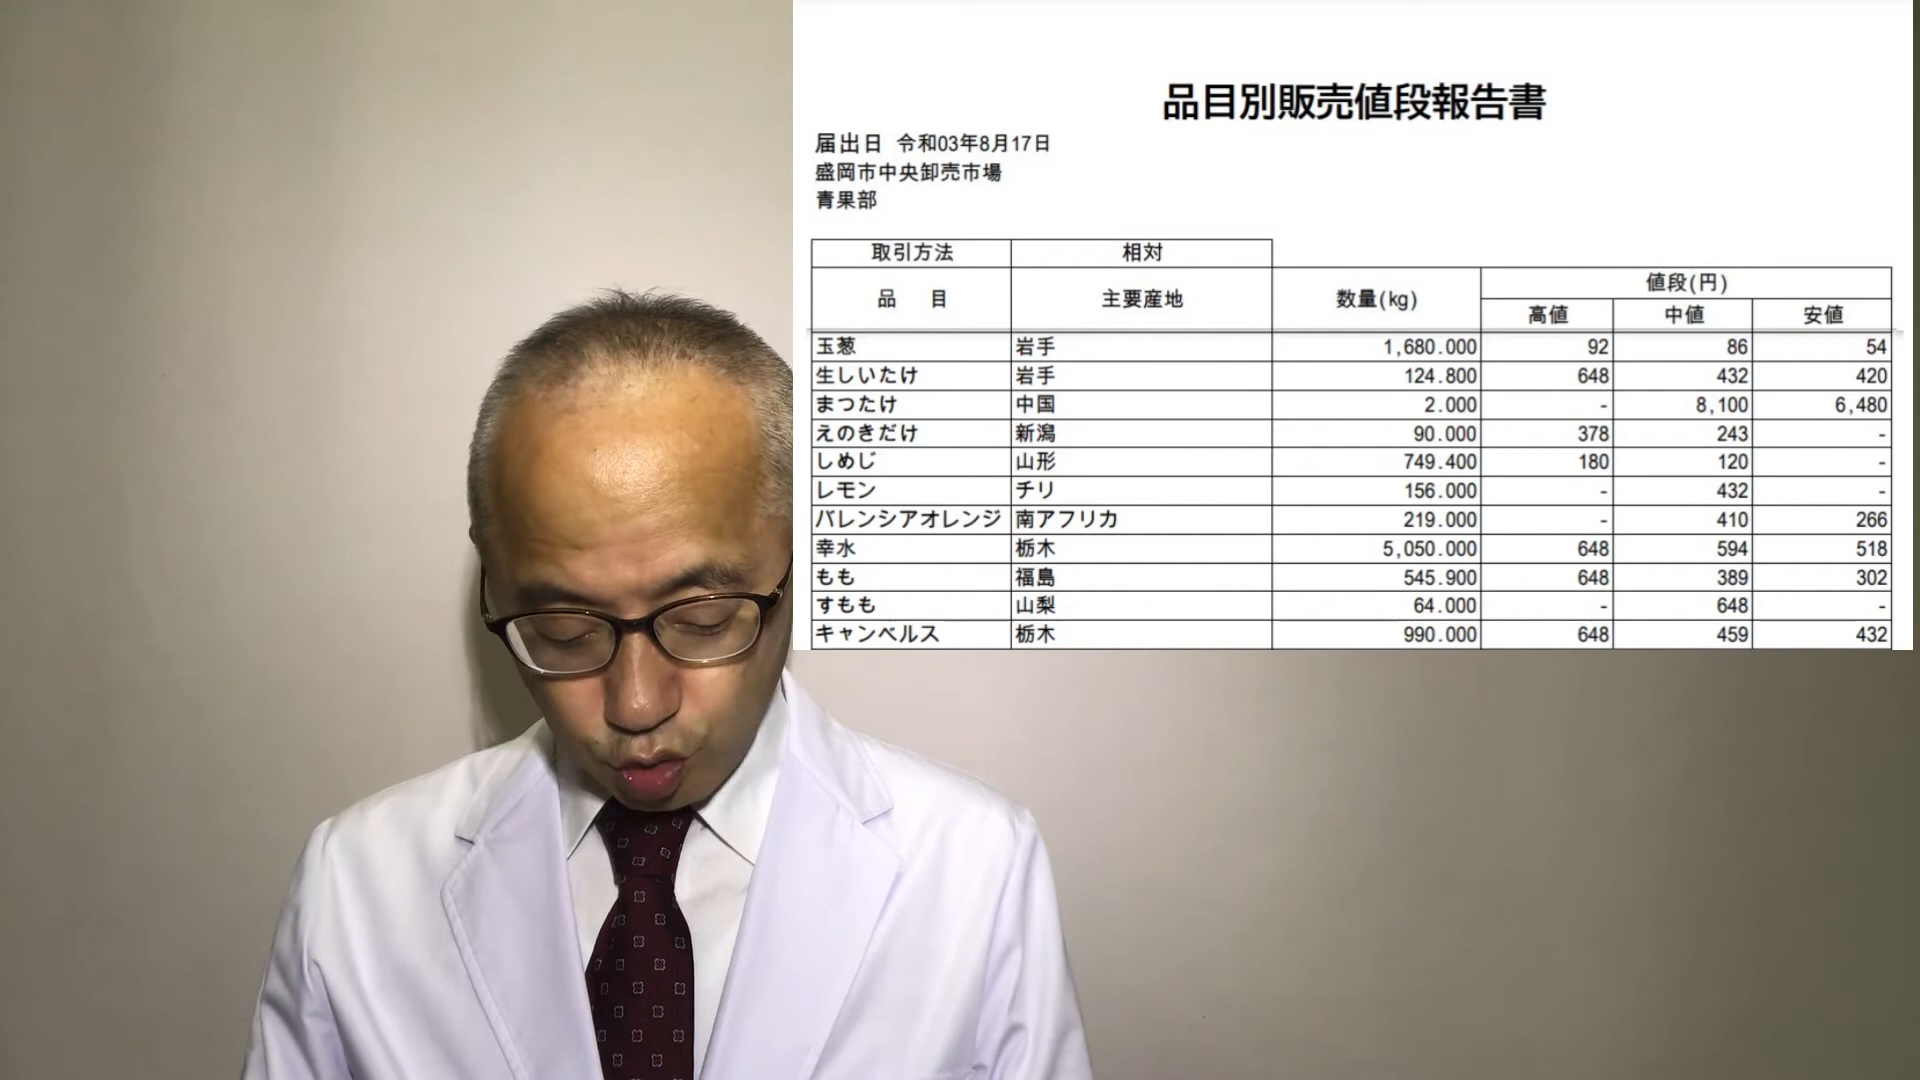 品目別販売値段報告書
届出日 令和03年8月17日
盛岡市中央卸売市場
青果部
取引方法 相対
品 目 主要産地 数量(kg) 値段(円)
高値 中値 安値
玉葱 岩手 1,680.000 92 86 54
生しいたけ 岩手 124.800 648 432 420
まつたけ 中国 2.000 - 8,100 6,480
えのきだけ 新潟 90.000 378 243 -
しめじ 山形 749.400 180 120 -
レモン チリ 156.000 - 432 -
バレンシアオレンジ 南アフリカ 219.000 - 410 266
幸水 栃木 5,050.000 648 594 518
もも 福島 545.900 648 389 302
すもも 山梨 64.000 - 648 -
キャンベルス 栃木 990.000 648 459 432